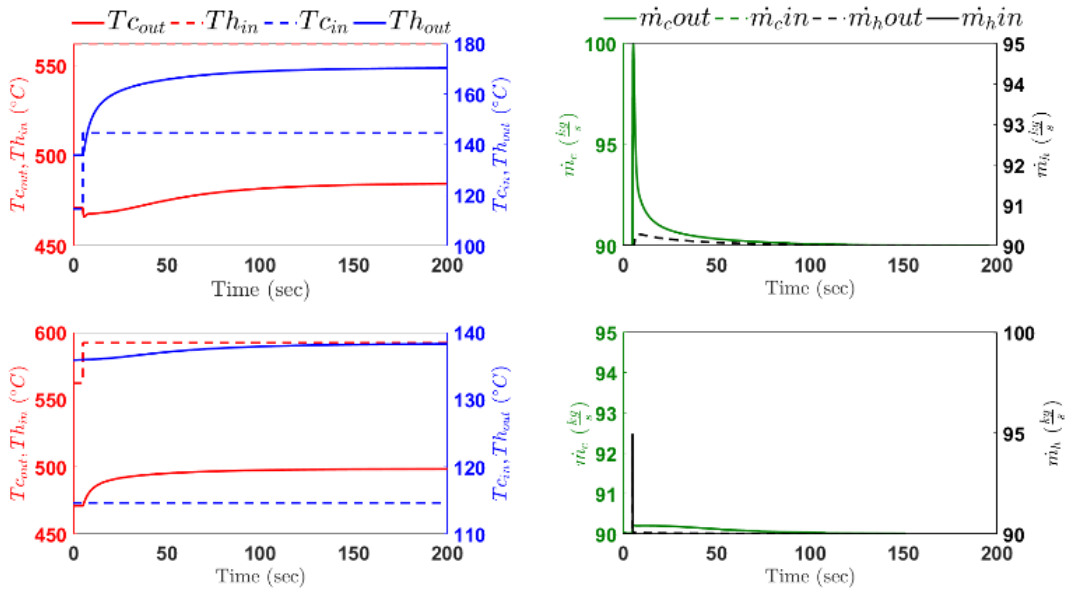 Tc_out Th_in Tc_in Th_out
ṁ_c out ṁ_c in ṁ_h out ṁ_h in
550
500
450
Tc_out, Th_in (°C)
180
160
140
120
100
Tc_in, Th_out (°C)
0 50 100 150 200
Time (sec)
100
95
90
ṁ_c (kg/s)
95
94
93
92
91
90
ṁ_h (kg/s)
0 50 100 150 200
Time (sec)
600
550
500
450
Tc_out, Th_in (°C)
140
130
120
110
Tc_in, Th_out (°C)
0 50 100 150 200
Time (sec)
95
94
93
92
91
90
ṁ_c (kg/s)
100
95
90
ṁ_h (kg/s)
0 50 100 150 200
Time (sec)